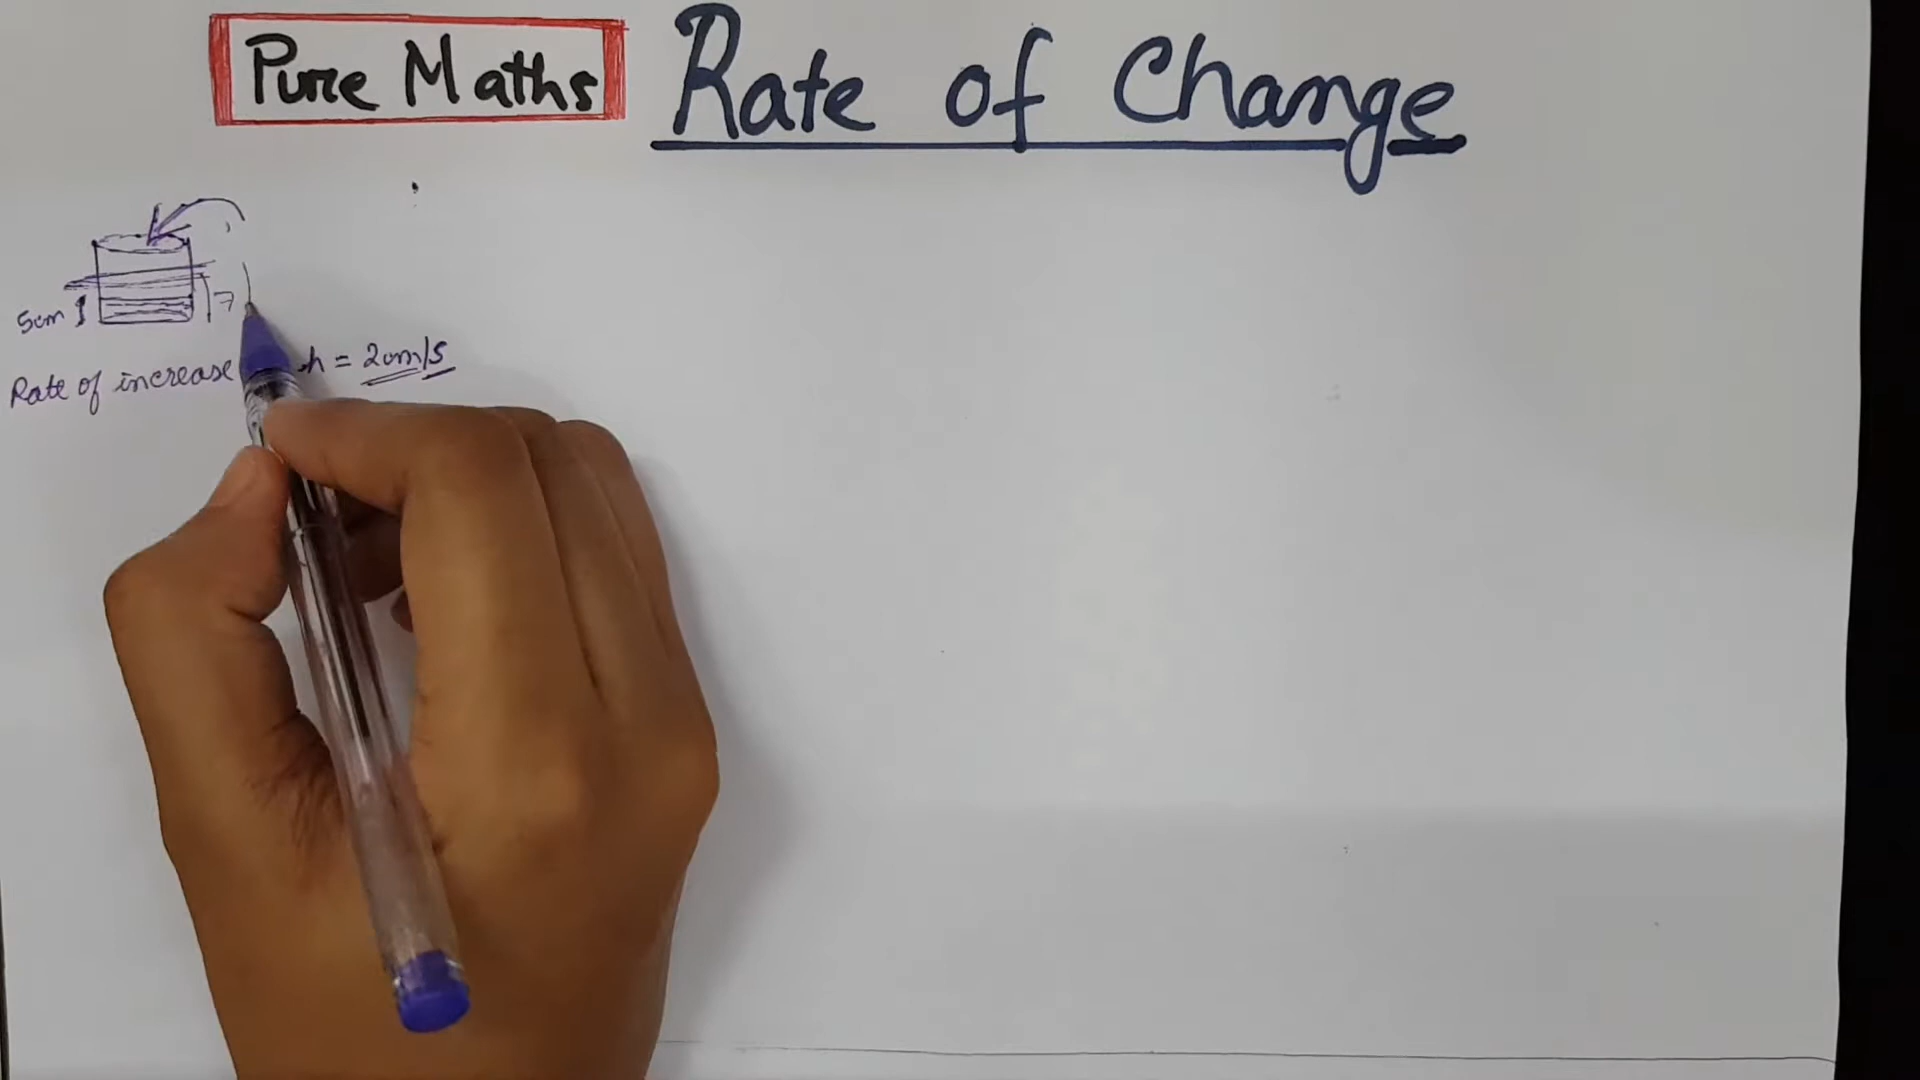 Pure Maths
Rate of Change
5cm
7
Rate of increase h = 2cm/s